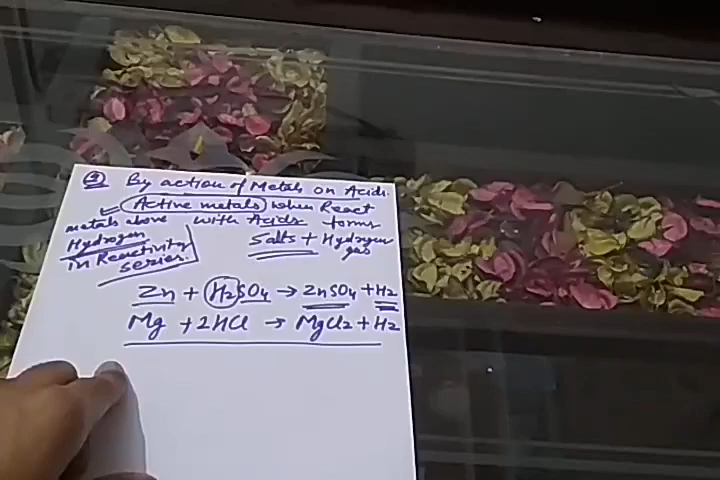 ② By action of Metals on Acids.
(Active metals) when React
with Acids forms
Salts + Hydrogen
gas
metals above
Hydrogen
in Reactivity
series.
Zn + H2SO4 → ZnSO4 + H2
Mg + 2HCl → MgCl2 + H2